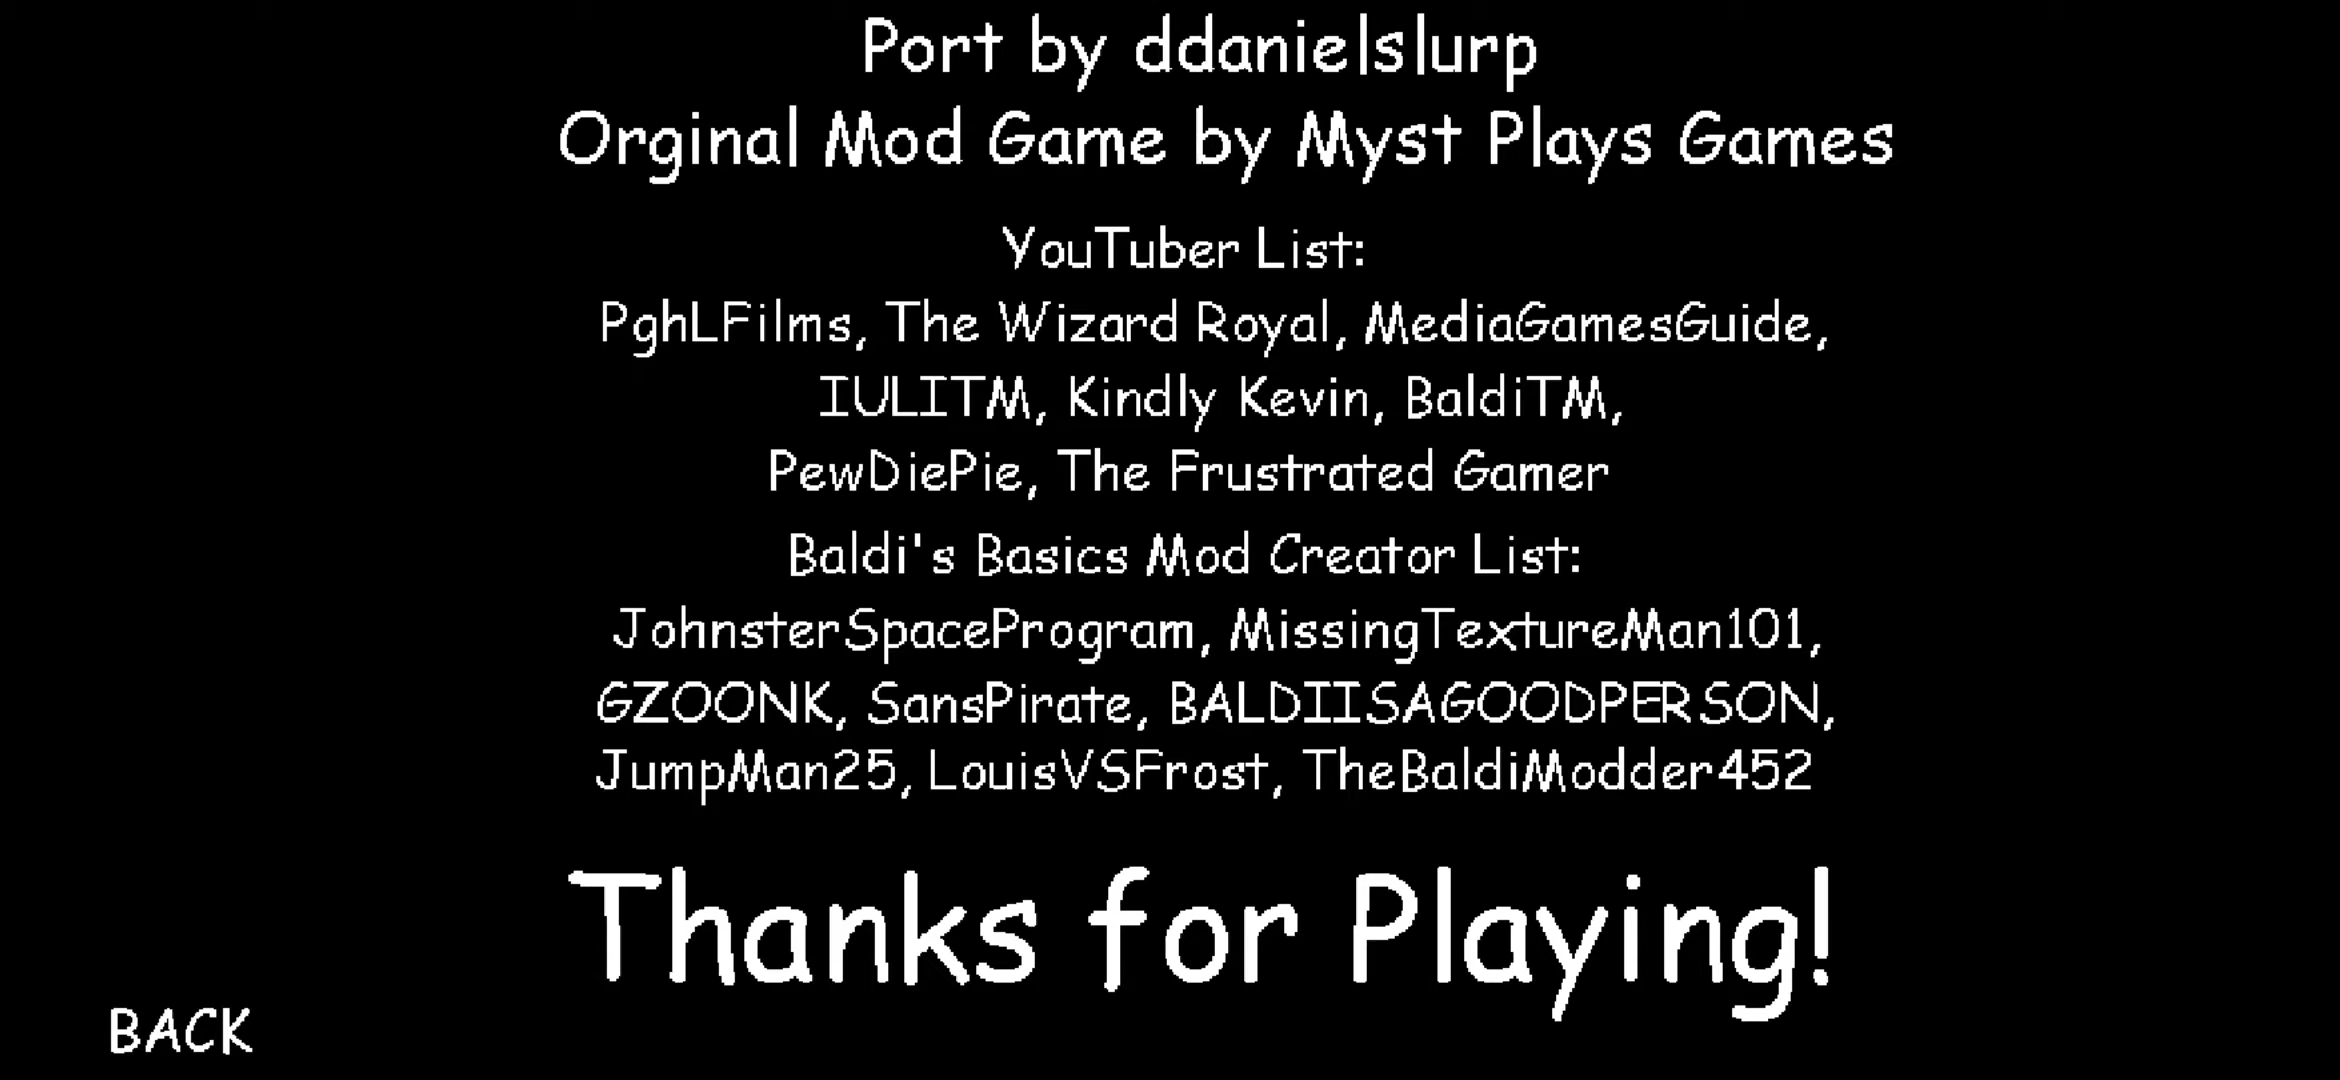 Port by ddanielslurp
Orginal Mod Game by Myst Plays Games
YouTuber List:
PghLFilms, The Wizard Royal, MediaGamesGuide,
IULITM, Kindly Kevin, BaldiTM,
PewDiePie, The Frustrated Gamer
Baldi's Basics Mod Creator List:
JohnsterSpaceProgram, MissingTextureMan101,
GZOONK, SansPirate, BALDIISAGOODPERSON,
JumpMan25, LouisVSFrost, TheBaldiModder452
Thanks for Playing!
BACK